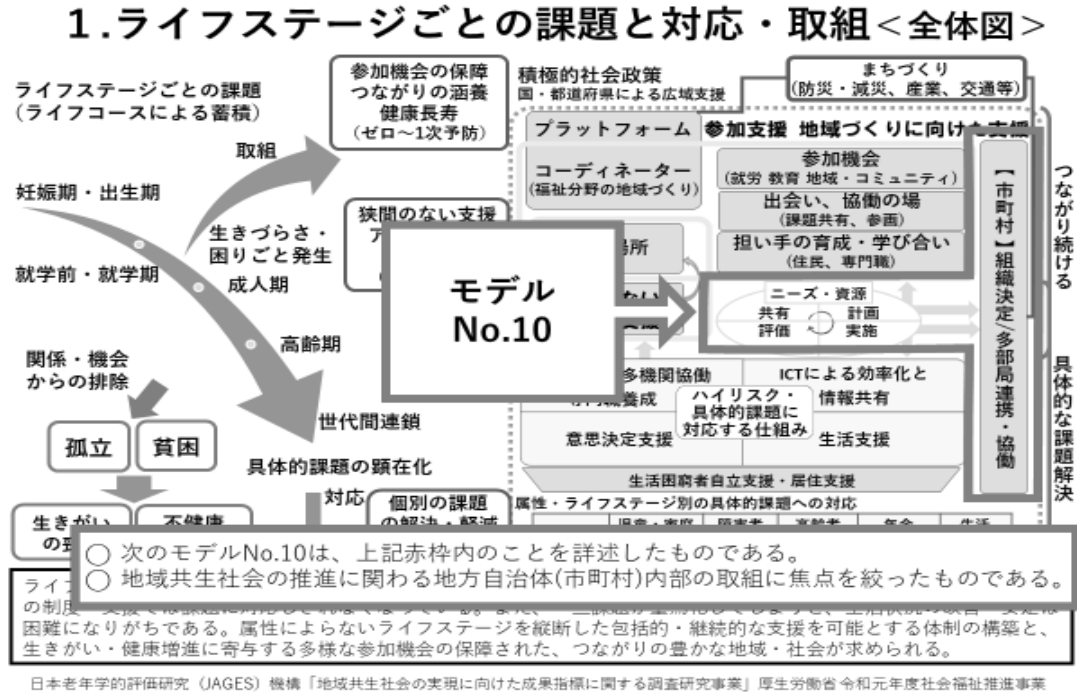 1.ライフステージごとの課題と対応・取組<全体図>
ライフステージごとの課題
(ライフコースによる蓄積)
参加機会の保障
つながりの涵養
健康長寿
(ゼロ～1次予防)
取組
妊娠期・出生期
就学前・就学期
生きづらさ・
困りごと発生
成人期
高齢期
狭間のない支援
関係・機会
からの排除
孤立
貧困
世代間連鎖
具体的課題の顕在化
対応
個別の課題
の解決・軽減
生きがい
不健康
積極的社会政策
国・都道府県による広域支援
まちづくり
(防災・減災、産業、交通等)
プラットフォーム
コーディネーター
(福祉分野の地域づくり)
参加支援 地域づくりに向けた支援
参加機会
(就労 教育 地域・コミュニティ)
出会い、協働の場
(課題共有、参画)
担い手の育成・学び合い
(住民、専門職)
ニーズ・資源
共有 計画
評価 実施
【市町村】組織決定/多部局連携・協働
つながり続ける
具体的な課題解決
モデル
No.10
多機関協働
ICTによる効率化と
情報共有
ハイリスク・
具体的課題に
対応する仕組み
意思決定支援
生活支援
生活困窮者自立支援・居住支援
属性・ライフステージ別の具体的課題への対応
児童・家庭 障害者 高齢者 年金 生活
○ 次のモデルNo.10は、上記赤枠内のことを詳述したものである。
○ 地域共生社会の推進に関わる地方自治体(市町村)内部の取組に焦点を絞ったものである。
困難になりがちである。属性によらないライフステージを縦断した包括的・継続的な支援を可能とする体制の構築と、
生きがい・健康増進に寄与する多様な参加機会の保障された、つながりの豊かな地域・社会が求められる。
日本老年学的評価研究（JAGES）機構「地域共生社会の実現に向けた成果指標に関する調査研究事業」厚生労働省 令和元年度社会福祉推進事業